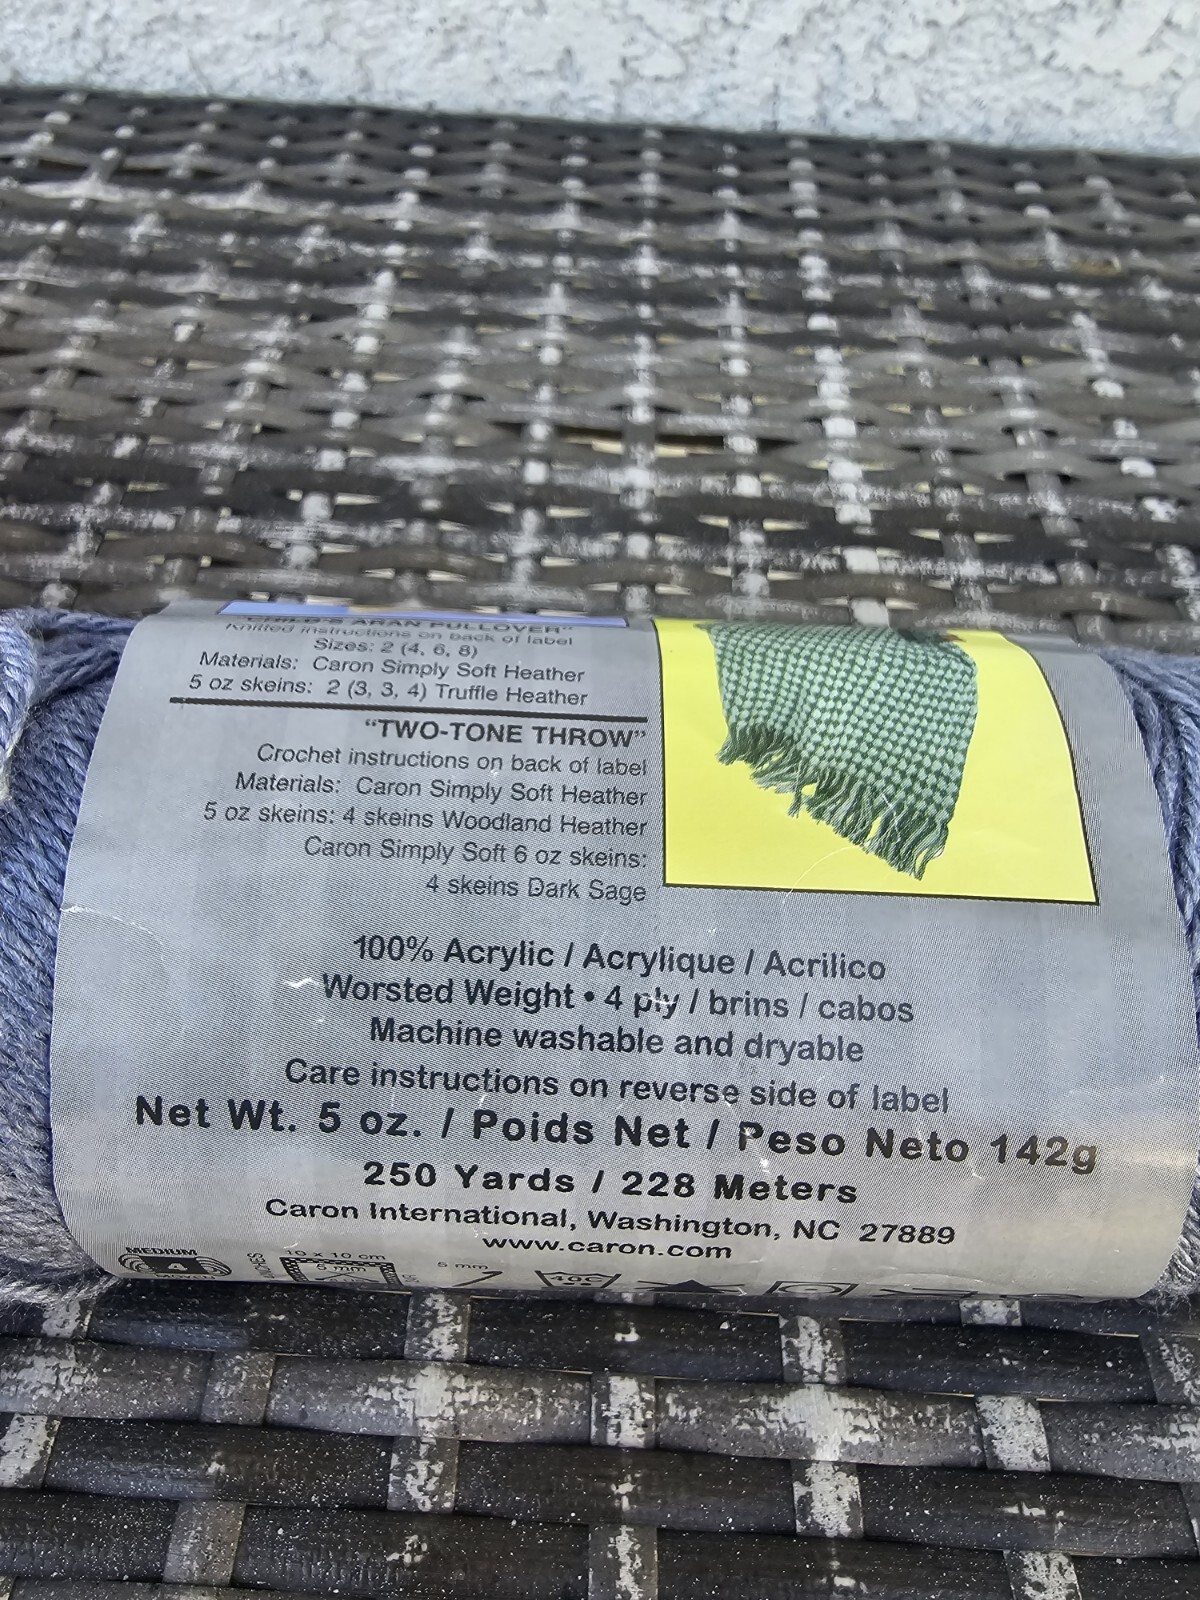 "CHILD'S ARAN PULLOVER"
Knitted instructions on back of label
Sizes: 2 (4, 6, 8)
Materials: Caron Simply Soft Heather
5 oz skeins: 2 (3, 3, 4) Truffle Heather
“TWO-TONE THROW”
Crochet instructions on back of label
Materials: Caron Simply Soft Heather
5 oz skeins: 4 skeins Woodland Heather
Caron Simply Soft 6 oz skeins:
4 skeins Dark Sage
100% Acrylic / Acrylique / Acrilico
Worsted Weight • 4 ply / brins / cabos
Machine washable and dryable
Care instructions on reverse side of label
Net Wt. 5 oz. / Poids Net / Peso Neto 142g
250 Yards / 228 Meters
Caron International, Washington, NC 27889
www.caron.com
MEDIUM
4
MOYEN
10 x 10 cm
5 mm
5 mm
40C